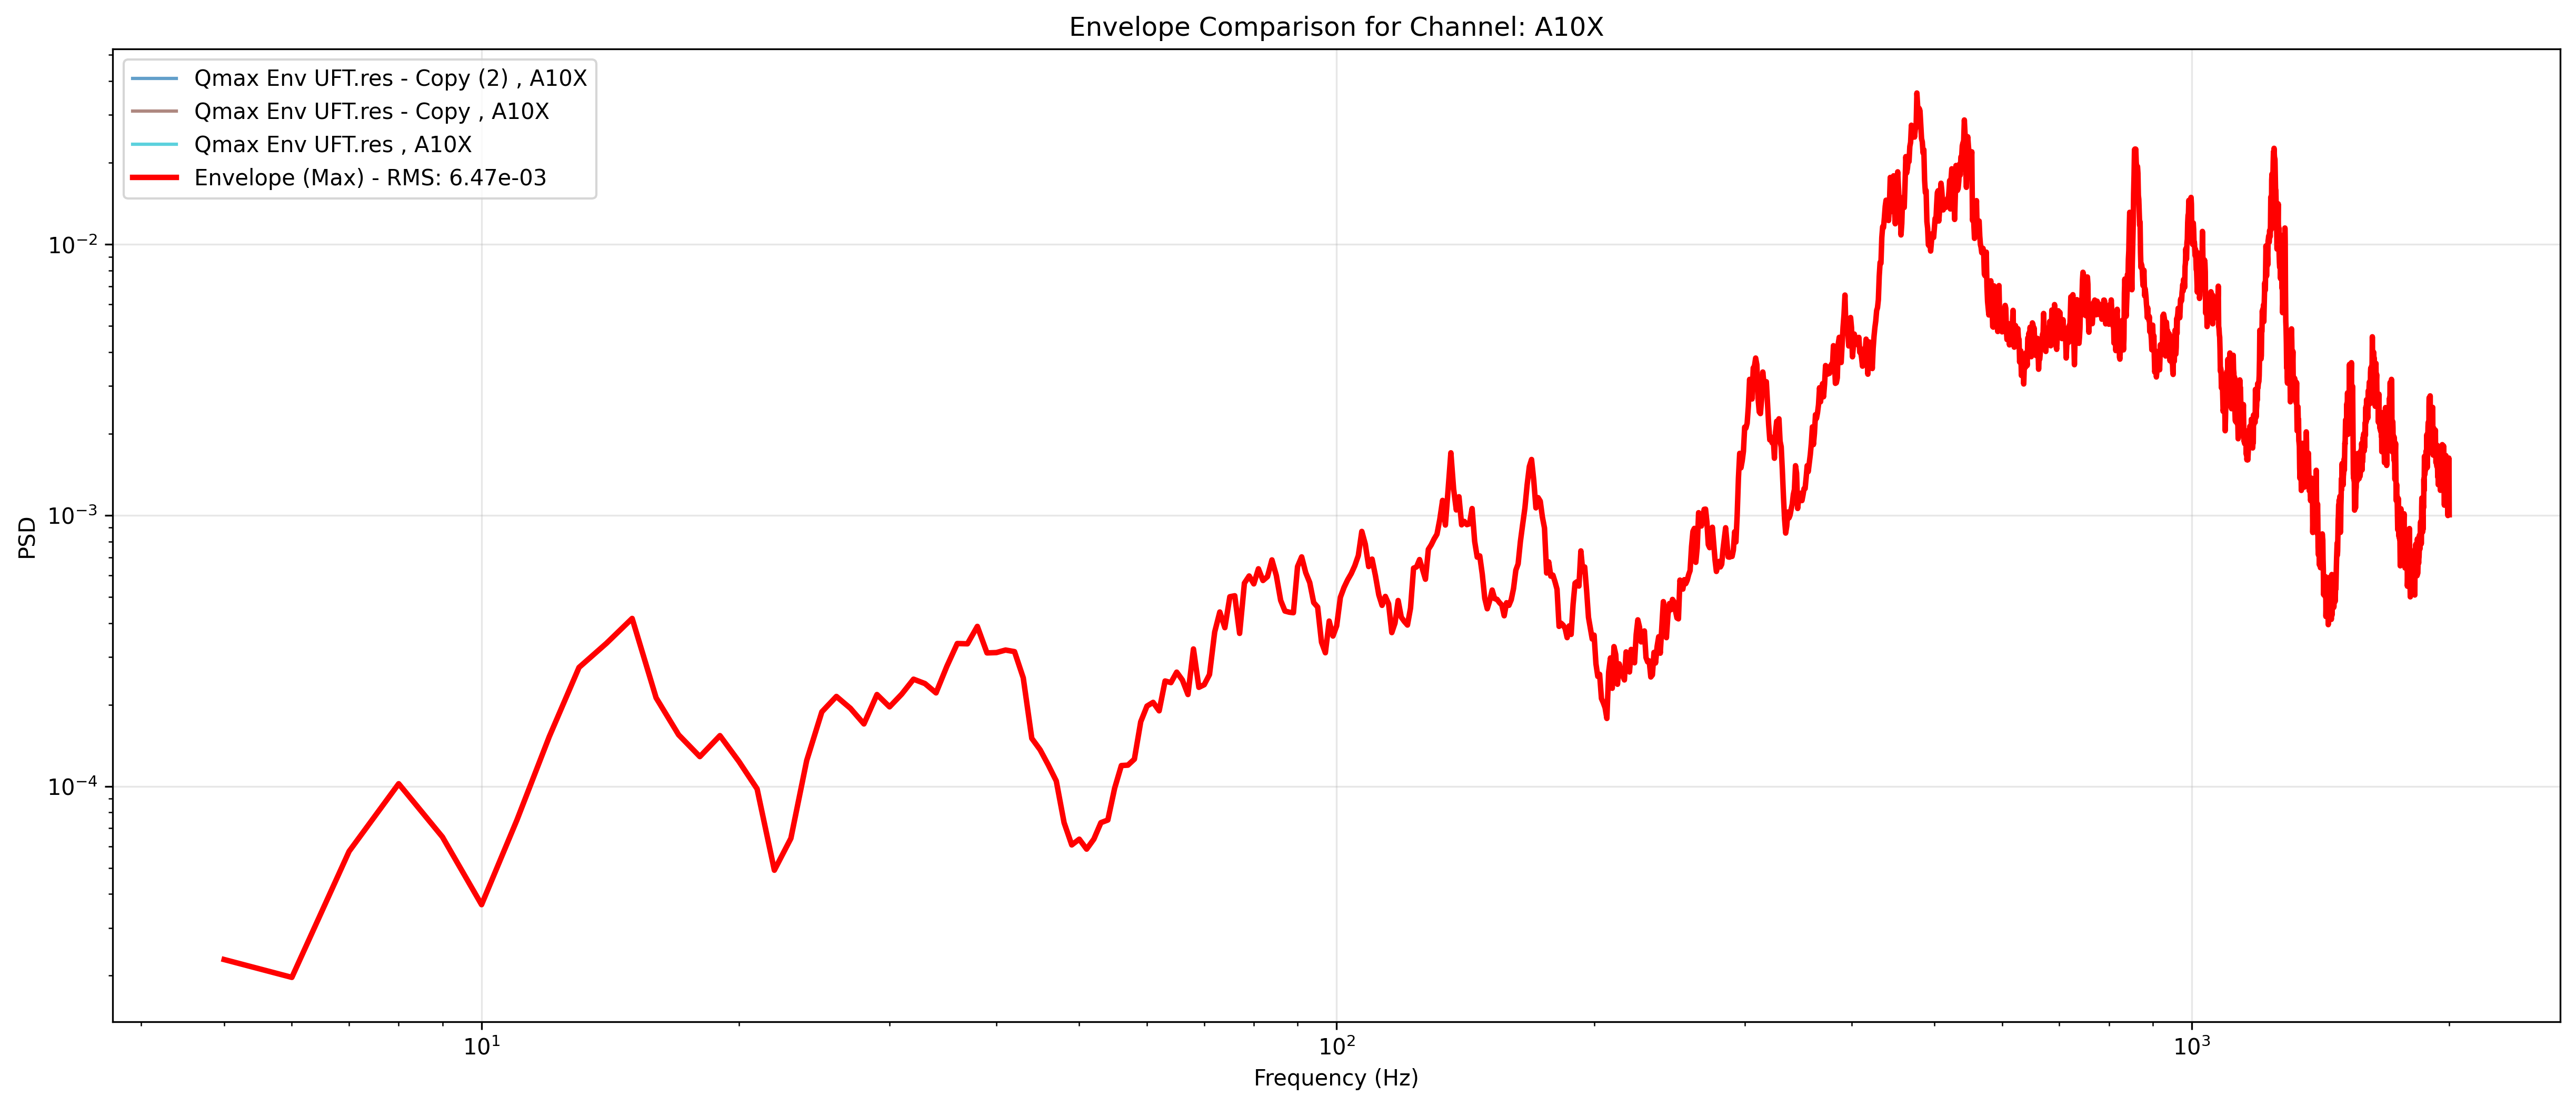 Envelope Comparison for Channel: A10X
Qmax Env UFT.res - Copy (2) , A10X
Qmax Env UFT.res - Copy , A10X
Qmax Env UFT.res , A10X
Envelope (Max) - RMS: 6.47e-03
PSD
10⁻²
10⁻³
10⁻⁴
10¹ 10² 10³
Frequency (Hz)